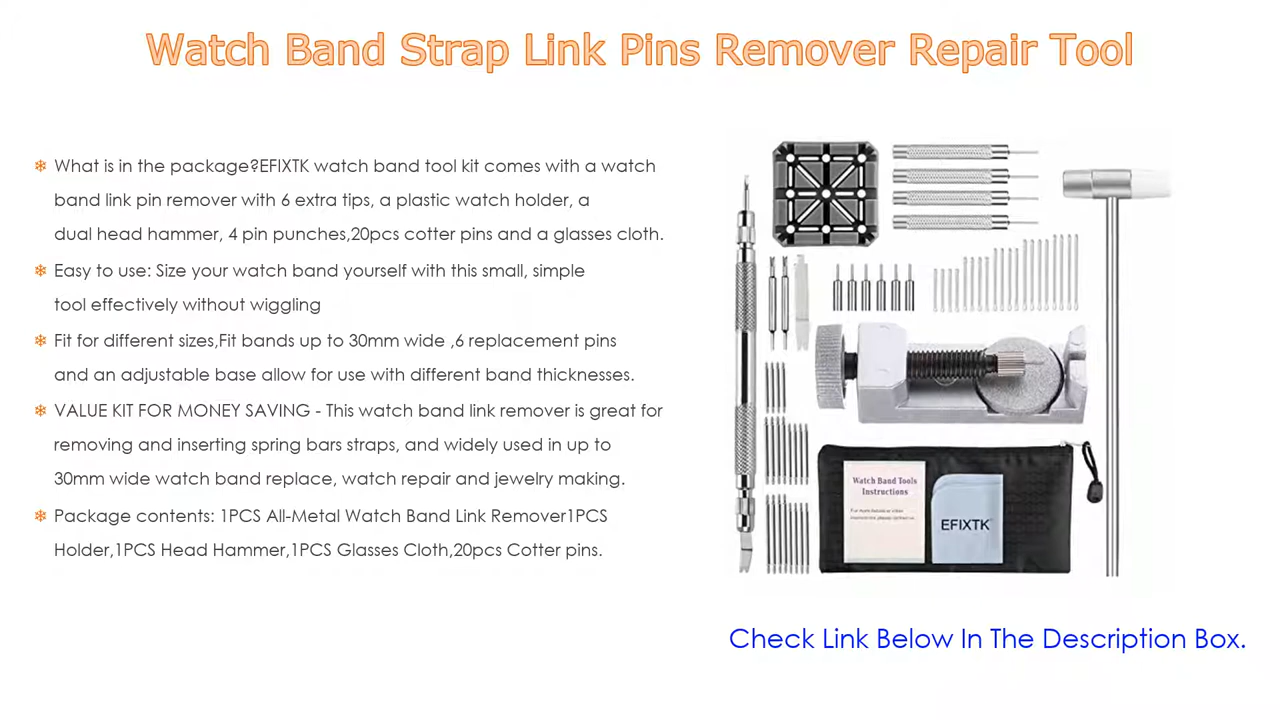 Watch Band Strap Link Pins Remover Repair Tool
What is in the package?EFIXTK watch band tool kit comes with a watch
band link pin remover with 6 extra tips, a plastic watch holder, a
dual head hammer, 4 pin punches,20pcs cotter pins and a glasses cloth.
Easy to use: Size your watch band yourself with this small, simple
tool effectively without wiggling
Fit for different sizes,Fit bands up to 30mm wide ,6 replacement pins
and an adjustable base allow for use with different band thicknesses.
VALUE KIT FOR MONEY SAVING - This watch band link remover is great for
removing and inserting spring bars straps, and widely used in up to
30mm wide watch band replace, watch repair and jewelry making.
Package contents: 1PCS All-Metal Watch Band Link Remover1PCS
Holder,1PCS Head Hammer,1PCS Glasses Cloth,20pcs Cotter pins.
Watch Band Tools
Instructions
EFIXTK
Check Link Below In The Description Box.